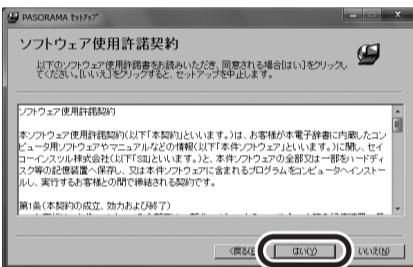 PASORAMA ｾｯﾄｱｯﾌﾟ
ソフトウェア使用許諾契約
以下のソフトウェア使用許諾書をお読みいただき、同意される場合[はい]をクリックし
てください。[いいえ]をクリックすると、セットアップを中止します。
ソフトウェア使用許諾契約
本ソフトウェア使用許諾契約(以下「本契約」といいます。)は、お客様が本電子辞書に内蔵したコン
ピュータ用ソフトウェアやマニュアルなどの情報(以下「本件ソフトウェア」といいます。)に関し、セイ
コーインスツル株式会社(以下「SII」といいます。)と、本件ソフトウェアの全部又は一部をハードディ
スク等の記憶装置へ保存し、又は本件ソフトウェアに含まれるプログラムをコンピュータへインストー
ルし、実行するお客様との間で締結される契約です。
第1条(本契約の成立、効力および終了)
<戻る(
はい(Y)
いいえ(N)